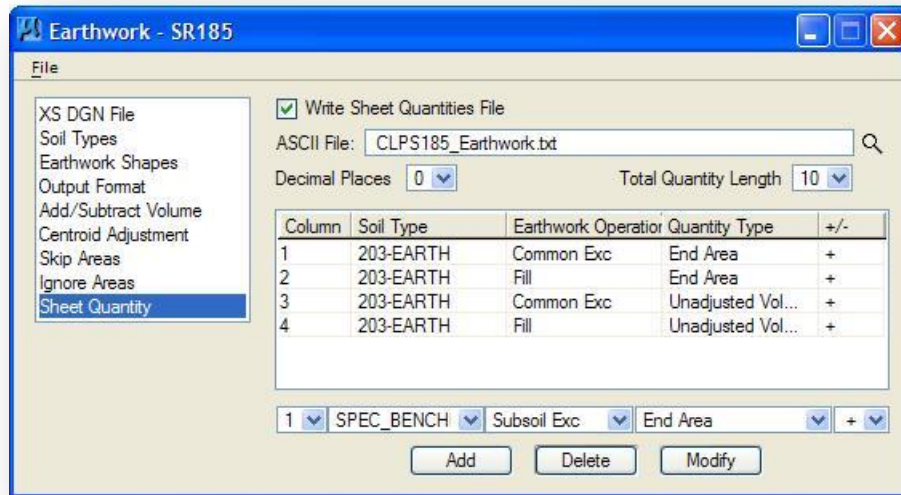 Earthwork - SR185
File
XS DGN File
Soil Types
Earthwork Shapes
Output Format
Add/Subtract Volume
Centroid Adjustment
Skip Areas
Ignore Areas
Sheet Quantity
Write Sheet Quantities File
ASCII File: CLPS185_Earthwork.txt
Decimal Places 0 Total Quantity Length 10
Column Soil Type Earthwork Operation Quantity Type +/-
1 203-EARTH Common Exc End Area +
2 203-EARTH Fill End Area +
3 203-EARTH Common Exc Unadjusted Vol... +
4 203-EARTH Fill Unadjusted Vol... +
1 SPEC_BENCH Subsoil Exc End Area +
Add Delete Modify